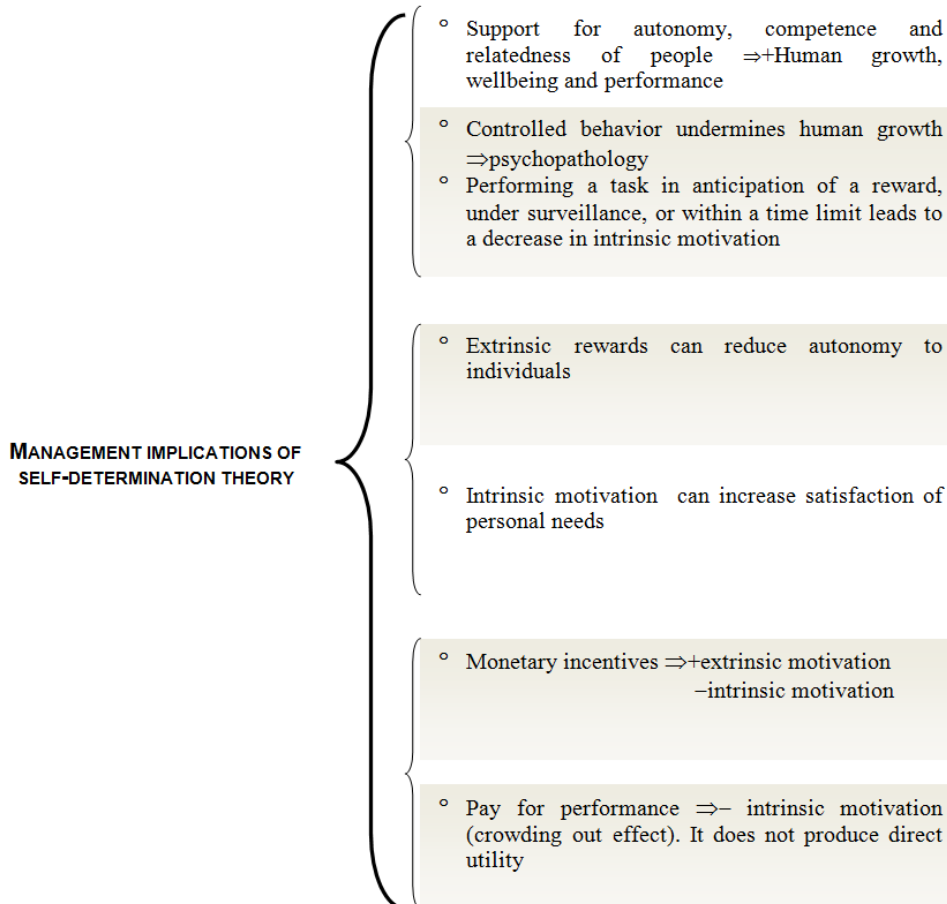 MANAGEMENT IMPLICATIONS OF
SELF-DETERMINATION THEORY
° Support for autonomy, competence and
relatedness of people ⇒+Human growth,
wellbeing and performance
° Controlled behavior undermines human growth
⇒psychopathology
° Performing a task in anticipation of a reward,
under surveillance, or within a time limit leads to
a decrease in intrinsic motivation
° Extrinsic rewards can reduce autonomy to
individuals
° Intrinsic motivation can increase satisfaction of
personal needs
° Monetary incentives ⇒+extrinsic motivation
−intrinsic motivation
° Pay for performance ⇒− intrinsic motivation
(crowding out effect). It does not produce direct
utility